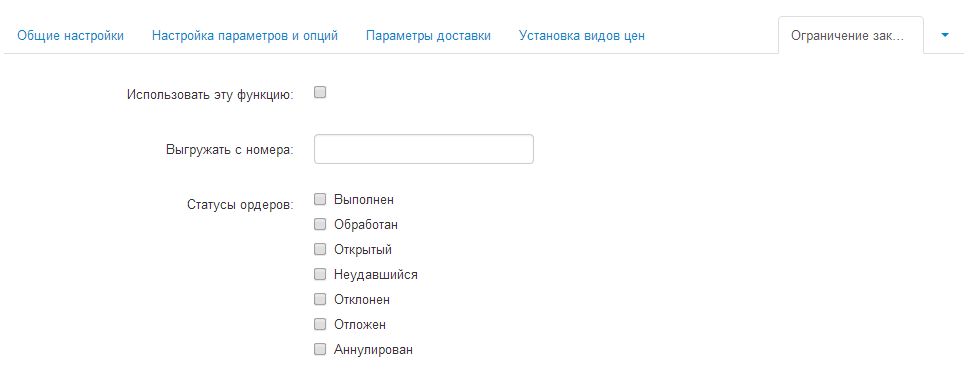 Общие настройки Настройка параметров и опций Параметры доставки Установка видов цен Ограничение зак...
Использовать эту функцию:
Выгружать с номера:
Статусы ордеров:
Выполнен
Обработан
Открытый
Неудавшийся
Отклонен
Отложен
Аннулирован